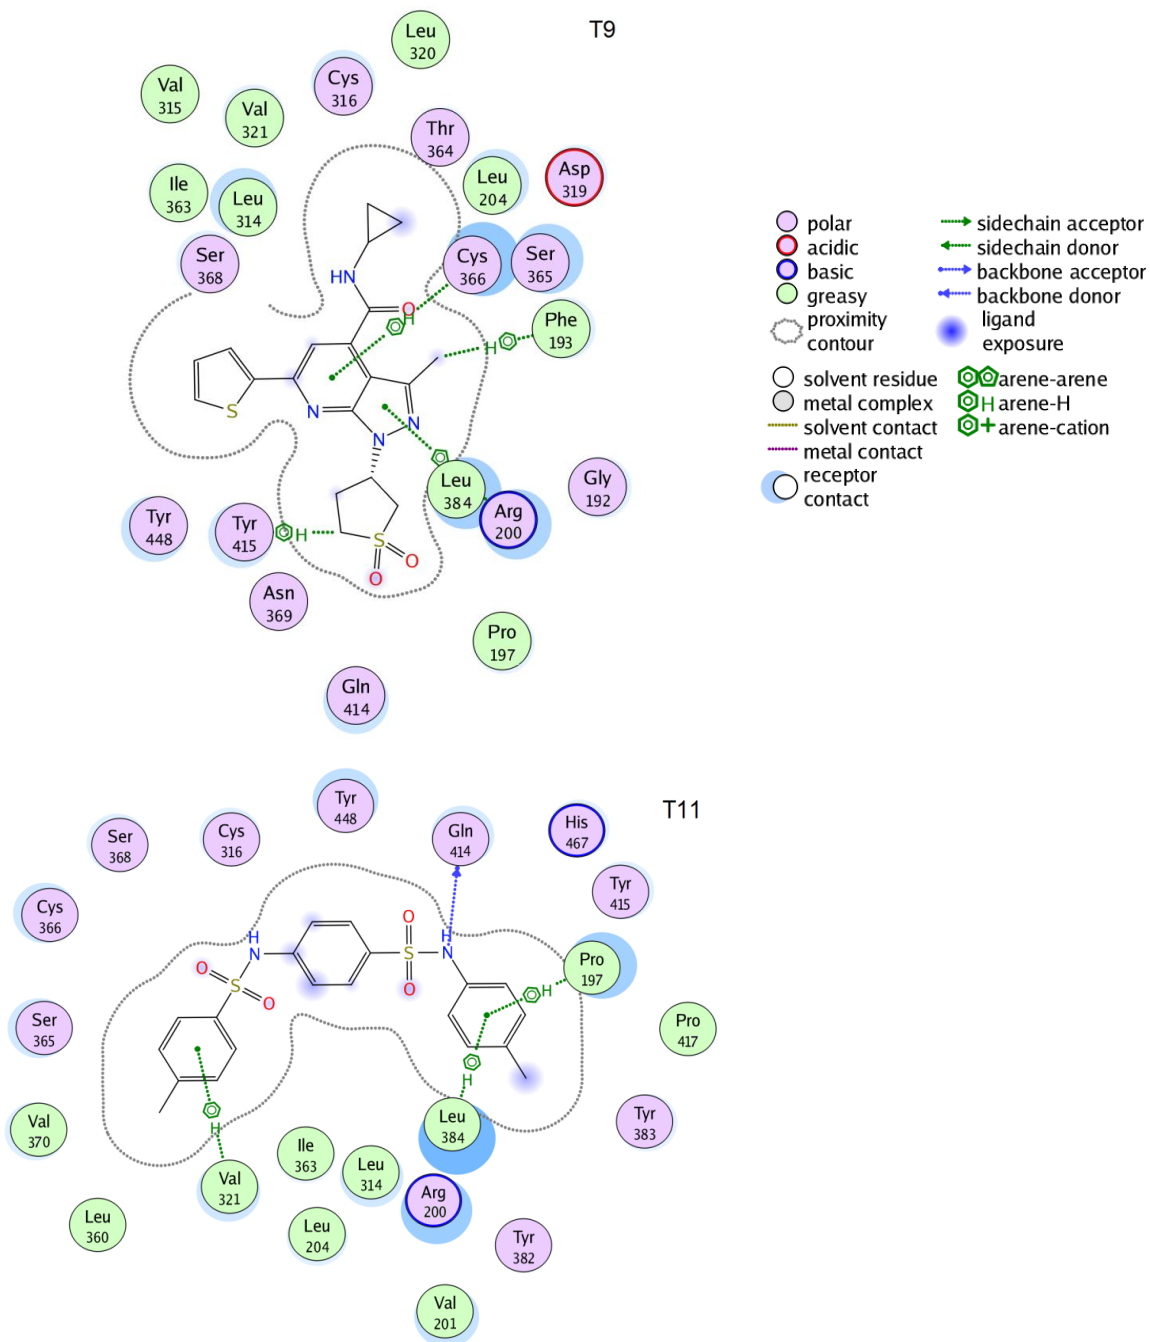 T9
Leu
320
Cys
316
Val
315
Val
321
Thr
364
Asp
319
Leu
204
Ile
363
Leu
314
Ser
368
Cys
366
Ser
365
HN
O
H
Phe
193
H
S
N
N
N
Leu
384
Gly
192
Arg
200
Tyr
448
Tyr
415
H
S
O
O
Asn
369
Pro
197
Gln
414
polar
acidic
basic
greasy
proximity
contour
sidechain acceptor
sidechain donor
backbone acceptor
backbone donor
ligand
exposure
solvent residue
metal complex
solvent contact
metal contact
receptor
contact
arene-arene
H arene-H
+ arene-cation
T11
Tyr
448
Gln
414
His
467
Ser
368
Cys
316
Tyr
415
Cys
366
H
N
O
S
O
H
N
O
S
O
Pro
197
H
Ser
365
Pro
417
H
Val
370
H
Leu
384
Tyr
383
Ile
363
Leu
314
Val
321
Arg
200
Leu
360
Leu
204
Tyr
382
Val
201